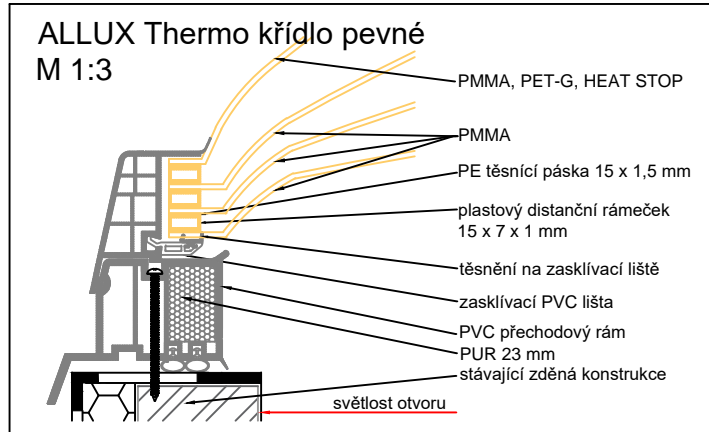 ALLUX Thermo křídlo pevné
M 1:3
PMMA, PET-G, HEAT STOP
PMMA
PE těsnící páska 15 x 1,5 mm
plastový distanční rámeček
15 x 7 x 1 mm
těsnění na zasklívací liště
zasklívací PVC lišta
PVC přechodový rám
PUR 23 mm
stávající zděná konstrukce
světlost otvoru